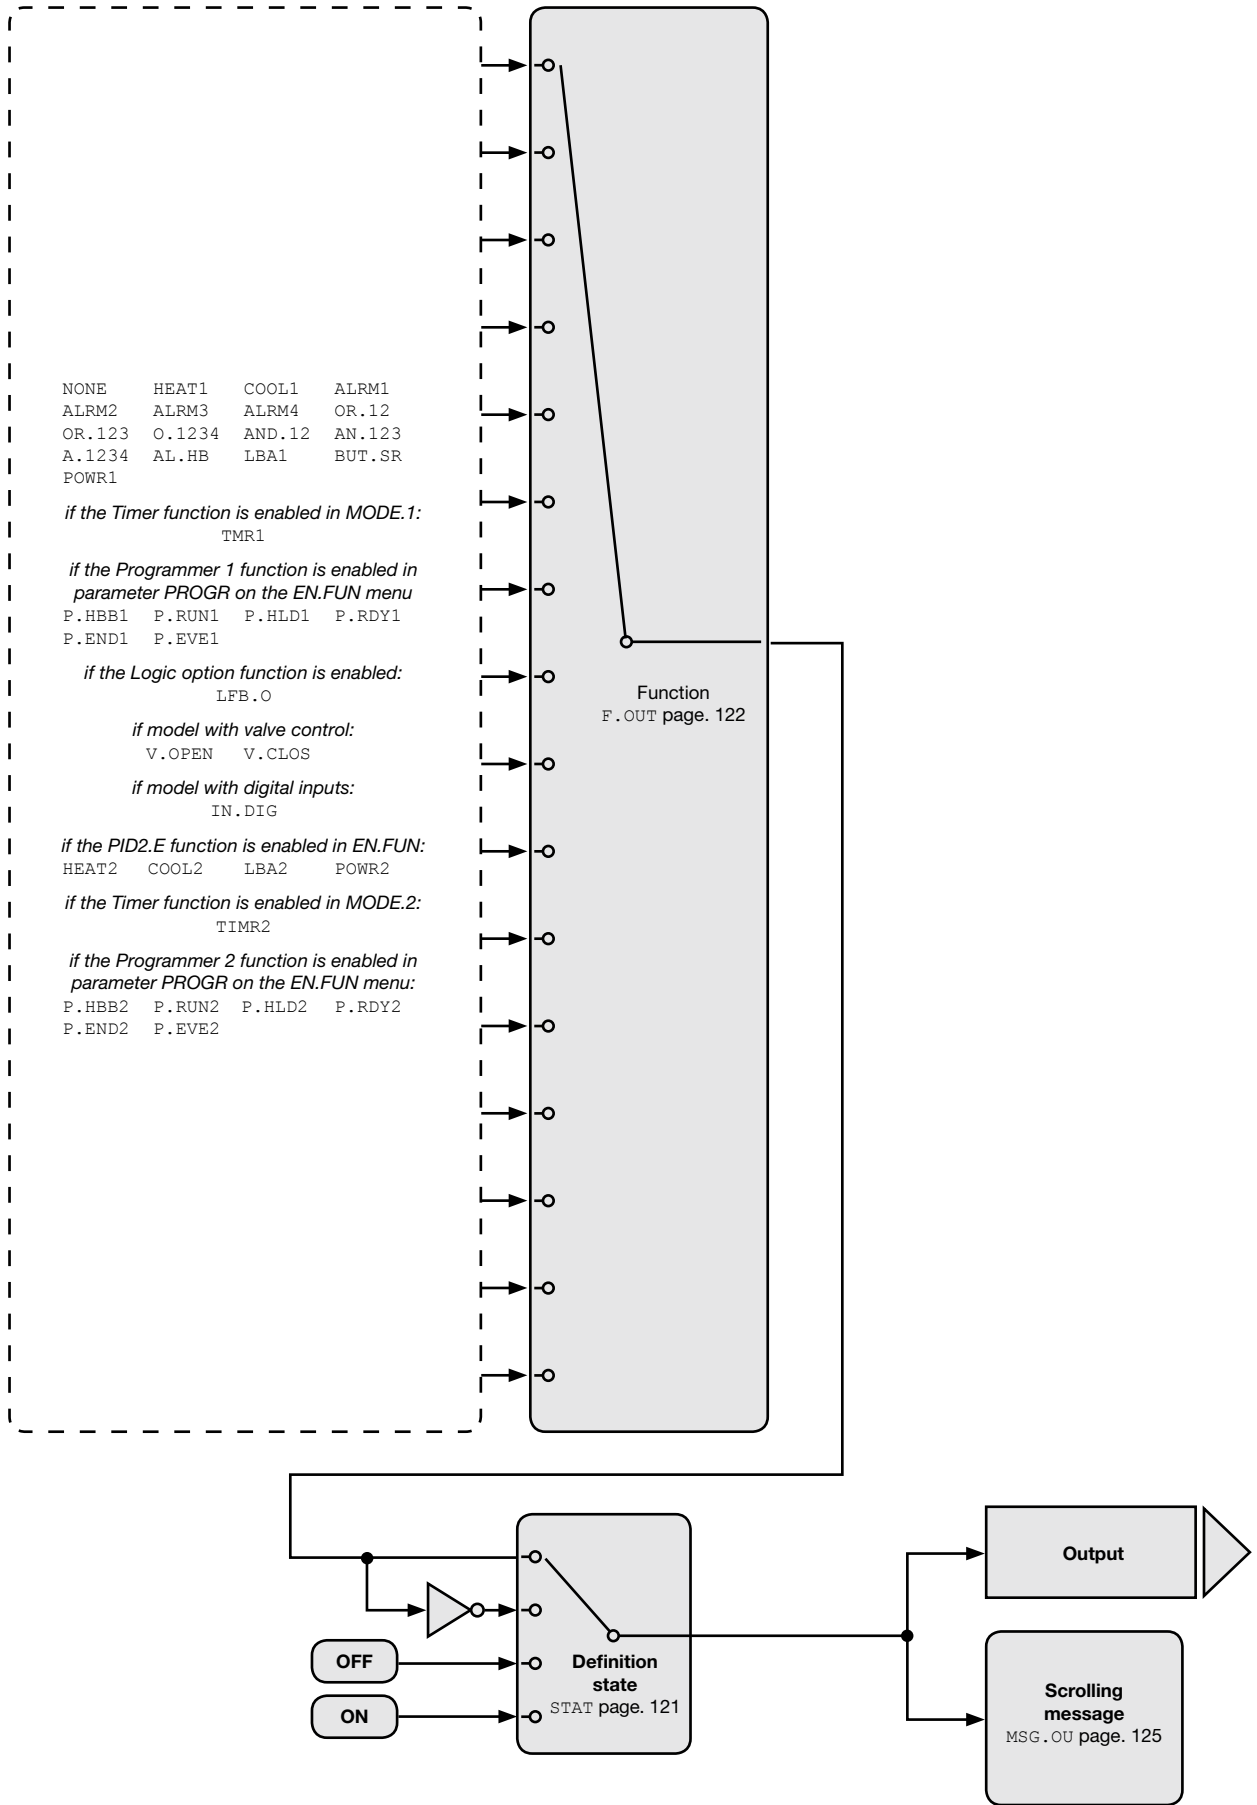 NONE HEAT1 COOL1 ALRM1
ALRM2 ALRM3 ALRM4 OR.12
OR.123 O.1234 AND.12 AN.123
A.1234 AL.HB LBA1 BUT.SR
POWR1
if the Timer function is enabled in MODE.1:
TMR1
if the Programmer 1 function is enabled in
parameter PROGR on the EN.FUN menu
P.HBB1 P.RUN1 P.HLD1 P.RDY1
P.END1 P.EVE1
if the Logic option function is enabled:
LFB.O
if model with valve control:
V.OPEN V.CLOS
if model with digital inputs:
IN.DIG
if the PID2.E function is enabled in EN.FUN:
HEAT2 COOL2 LBA2 POWR2
if the Timer function is enabled in MODE.2:
TIMR2
if the Programmer 2 function is enabled in
parameter PROGR on the EN.FUN menu:
P.HBB2 P.RUN2 P.HLD2 P.RDY2
P.END2 P.EVE2
Function
F.OUT page. 122
OFF
ON
Definition
state
STAT page. 121
Output
Scrolling
message
MSG.OU page. 125